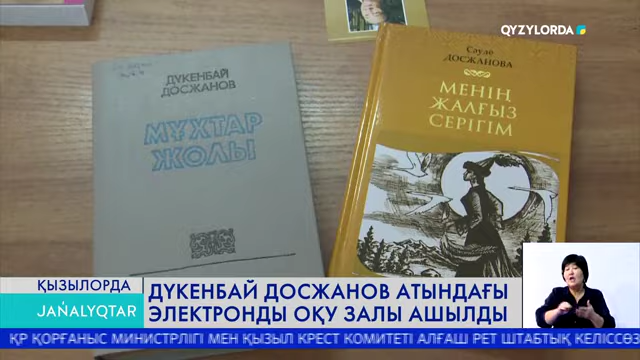 QYZYLORDA
ДҮКЕНБАЙ
ДОСЖАНОВ
МҰХТАР
ЖОЛЫ
Сәуле
ДОСЖАНОВА
МЕНІҢ
ЖАЛҒЫЗ
СЕРІГІМ
ҚЫЗЫЛОРДА
JAŃALYQTAR
ДҮКЕНБАЙ ДОСЖАНОВ АТЫНДАҒЫ
ЭЛЕКТРОНДЫ ОҚУ ЗАЛЫ АШЫЛДЫ
ҚР ҚОРҒАНЫС МИНИСТРЛІГІ МЕН ҚЫЗЫЛ КРЕСТ КОМИТЕТІ АЛҒАШ РЕТ ШТАБТЫҚ КЕЛІССӨЗ